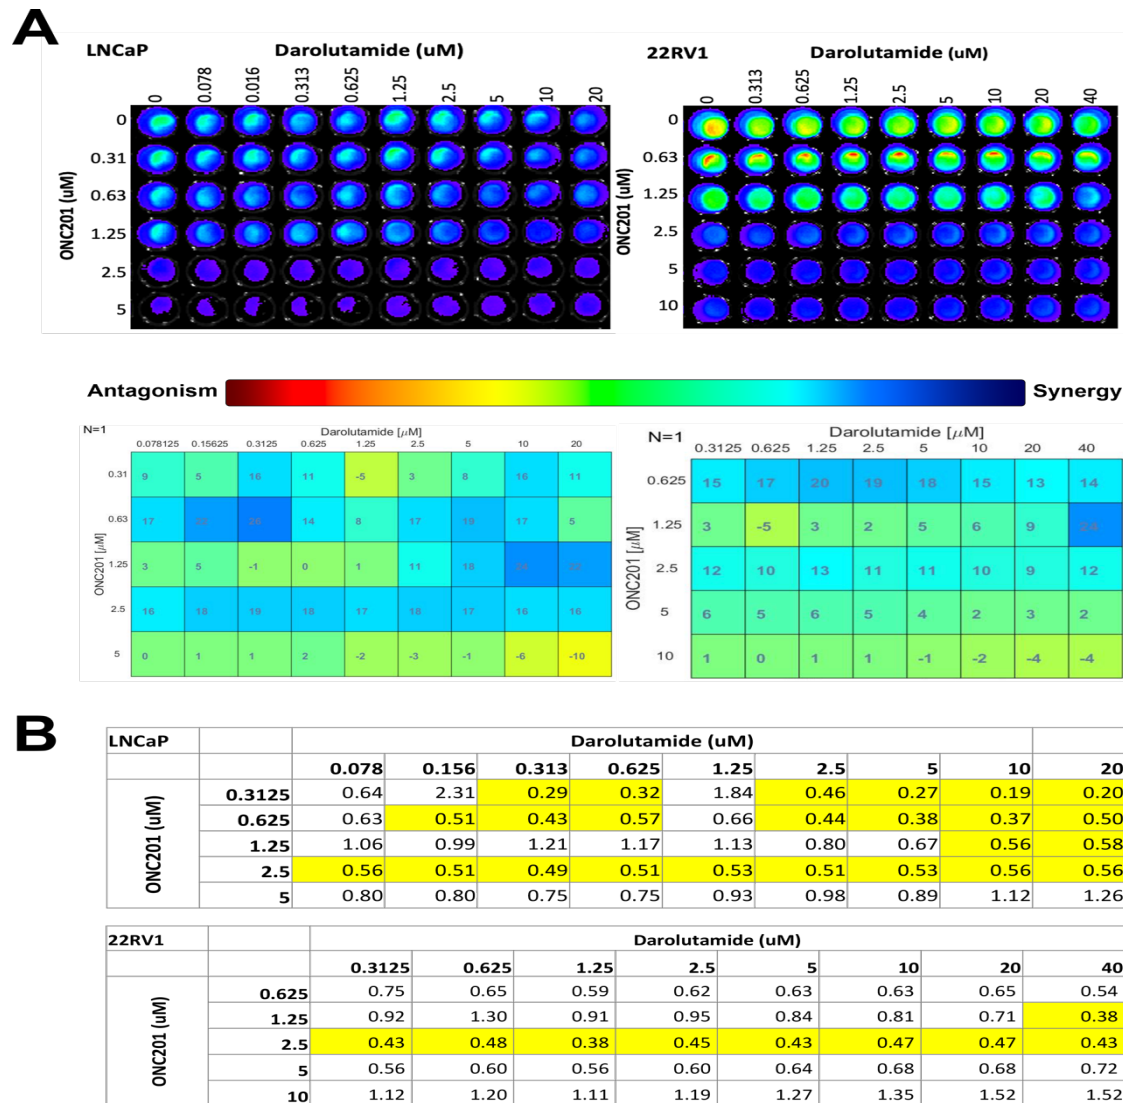 A
LNCaP Darolutamide (uM)
0 0.078 0.016 0.313 0.625 1.25 2.5 5 10 20
ONC201 (uM)
0
0.31
0.63
1.25
2.5
5
22RV1 Darolutamide (uM)
0 0.313 0.625 1.25 2.5 5 10 20 40
ONC201 (uM)
0
0.63
1.25
2.5
5
10
Antagonism Synergy
N=1
Darolutamide [µM]
0.078125 0.15625 0.3125 0.625 1.25 2.5 5 10 20
ONC201 [µM]
0.31 9 5 16 11 -5 3 8 16 11
0.63 17 26 14 8 17 19 17 5
1.25 3 5 -1 0 1 11 18
2.5 16 18 19 18 17 18 17 16 16
5 0 1 1 2 -2 -3 -1 -6 -10
N=1
Darolutamide [µM]
0.3125 0.625 1.25 2.5 5 10 20 40
ONC201 [µM]
0.625 15 17 20 19 18 15 13 14
1.25 3 -5 3 2 5 6 9
2.5 12 10 13 11 11 10 9 12
5 6 5 6 5 4 2 3 2
10 1 0 1 1 -1 -2 -4 -4
B
LNCaP Darolutamide (uM)
0.078 0.156 0.313 0.625 1.25 2.5 5 10 20
ONC201 (uM)
0.3125 0.64 2.31 0.29 0.32 1.84 0.46 0.27 0.19 0.20
0.625 0.63 0.51 0.43 0.57 0.66 0.44 0.38 0.37 0.50
1.25 1.06 0.99 1.21 1.17 1.13 0.80 0.67 0.56 0.58
2.5 0.56 0.51 0.49 0.51 0.53 0.51 0.53 0.56 0.56
5 0.80 0.80 0.75 0.75 0.93 0.98 0.89 1.12 1.26
22RV1 Darolutamide (uM)
0.3125 0.625 1.25 2.5 5 10 20 40
ONC201 (uM)
0.625 0.75 0.65 0.59 0.62 0.63 0.63 0.65 0.54
1.25 0.92 1.30 0.91 0.95 0.84 0.81 0.71 0.38
2.5 0.43 0.48 0.38 0.45 0.43 0.47 0.47 0.43
5 0.56 0.60 0.56 0.60 0.64 0.68 0.68 0.72
10 1.12 1.20 1.11 1.19 1.27 1.35 1.52 1.52